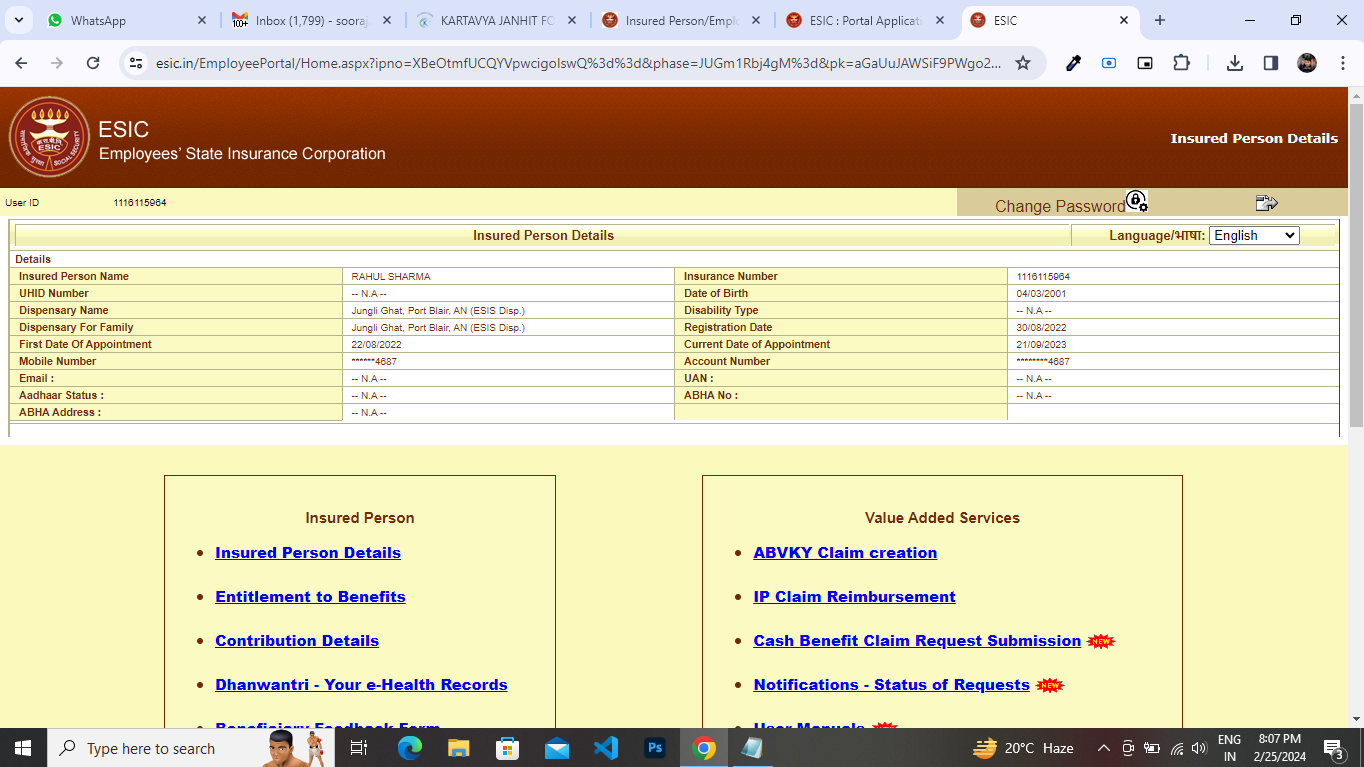 WhatsApp
Inbox (1,799) - sooraj
KARTAVYA JANHIT FO
Insured Person/Emplo
ESIC : Portal Applicati
ESIC
esic.in/EmployeePortal/Home.aspx?ipno=XBeOtmfUCQYVpwcigoIswQ%3d%3d&phase=JUGm1Rbj4gM%3d&pk=aGaUuJAWSiF9PWgo2...
ESIC
Employees' State Insurance Corporation
Insured Person Details
User ID 1116115964
Change Password
Insured Person Details
Language/भाषा: English
Details
Insured Person Name RAHUL SHARMA Insurance Number 1116115964
UHID Number -- N.A -- Date of Birth 04/03/2001
Dispensary Name Jungli Ghat, Port Blair, AN (ESIS Disp.) Disability Type -- N.A --
Dispensary For Family Jungli Ghat, Port Blair, AN (ESIS Disp.) Registration Date 30/08/2022
First Date Of Appointment 22/08/2022 Current Date of Appointment 21/09/2023
Mobile Number ******4687 Account Number ********4687
Email : -- N.A -- UAN : -- N.A --
Aadhaar Status : -- N.A -- ABHA No : -- N.A --
ABHA Address : -- N.A --
Insured Person
Insured Person Details
Entitlement to Benefits
Contribution Details
Dhanwantri - Your e-Health Records
Beneficiary Feedback Form
Value Added Services
ABVKY Claim creation
IP Claim Reimbursement
Cash Benefit Claim Request Submission NEW
Notifications - Status of Requests NEW
User Manuals NEW
Type here to search
20°C Haze
ENG
IN
8:07 PM
2/25/2024
3